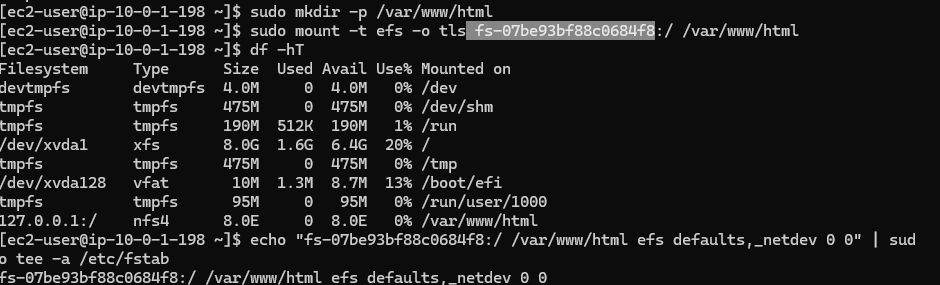 [ec2-user@ip-10-0-1-198 ~]$ sudo mkdir -p /var/www/html
[ec2-user@ip-10-0-1-198 ~]$ sudo mount -t efs -o tls fs-07be93bf88c0684f8:/ /var/www/html
[ec2-user@ip-10-0-1-198 ~]$ df -hT
Filesystem     Type      Size  Used Avail Use% Mounted on
devtmpfs       devtmpfs  4.0M     0  4.0M   0% /dev
tmpfs          tmpfs     475M     0  475M   0% /dev/shm
tmpfs          tmpfs     190M  512K  190M   1% /run
/dev/xvda1     xfs       8.0G  1.6G  6.4G  20% /
tmpfs          tmpfs     475M     0  475M   0% /tmp
/dev/xvda128   vfat       10M  1.3M  8.7M  13% /boot/efi
tmpfs          tmpfs      95M     0   95M   0% /run/user/1000
127.0.0.1:/    nfs4      8.0E     0  8.0E   0% /var/www/html
[ec2-user@ip-10-0-1-198 ~]$ echo "fs-07be93bf88c0684f8:/ /var/www/html efs defaults,_netdev 0 0" | sud
o tee -a /etc/fstab
fs-07be93bf88c0684f8:/ /var/www/html efs defaults,_netdev 0 0